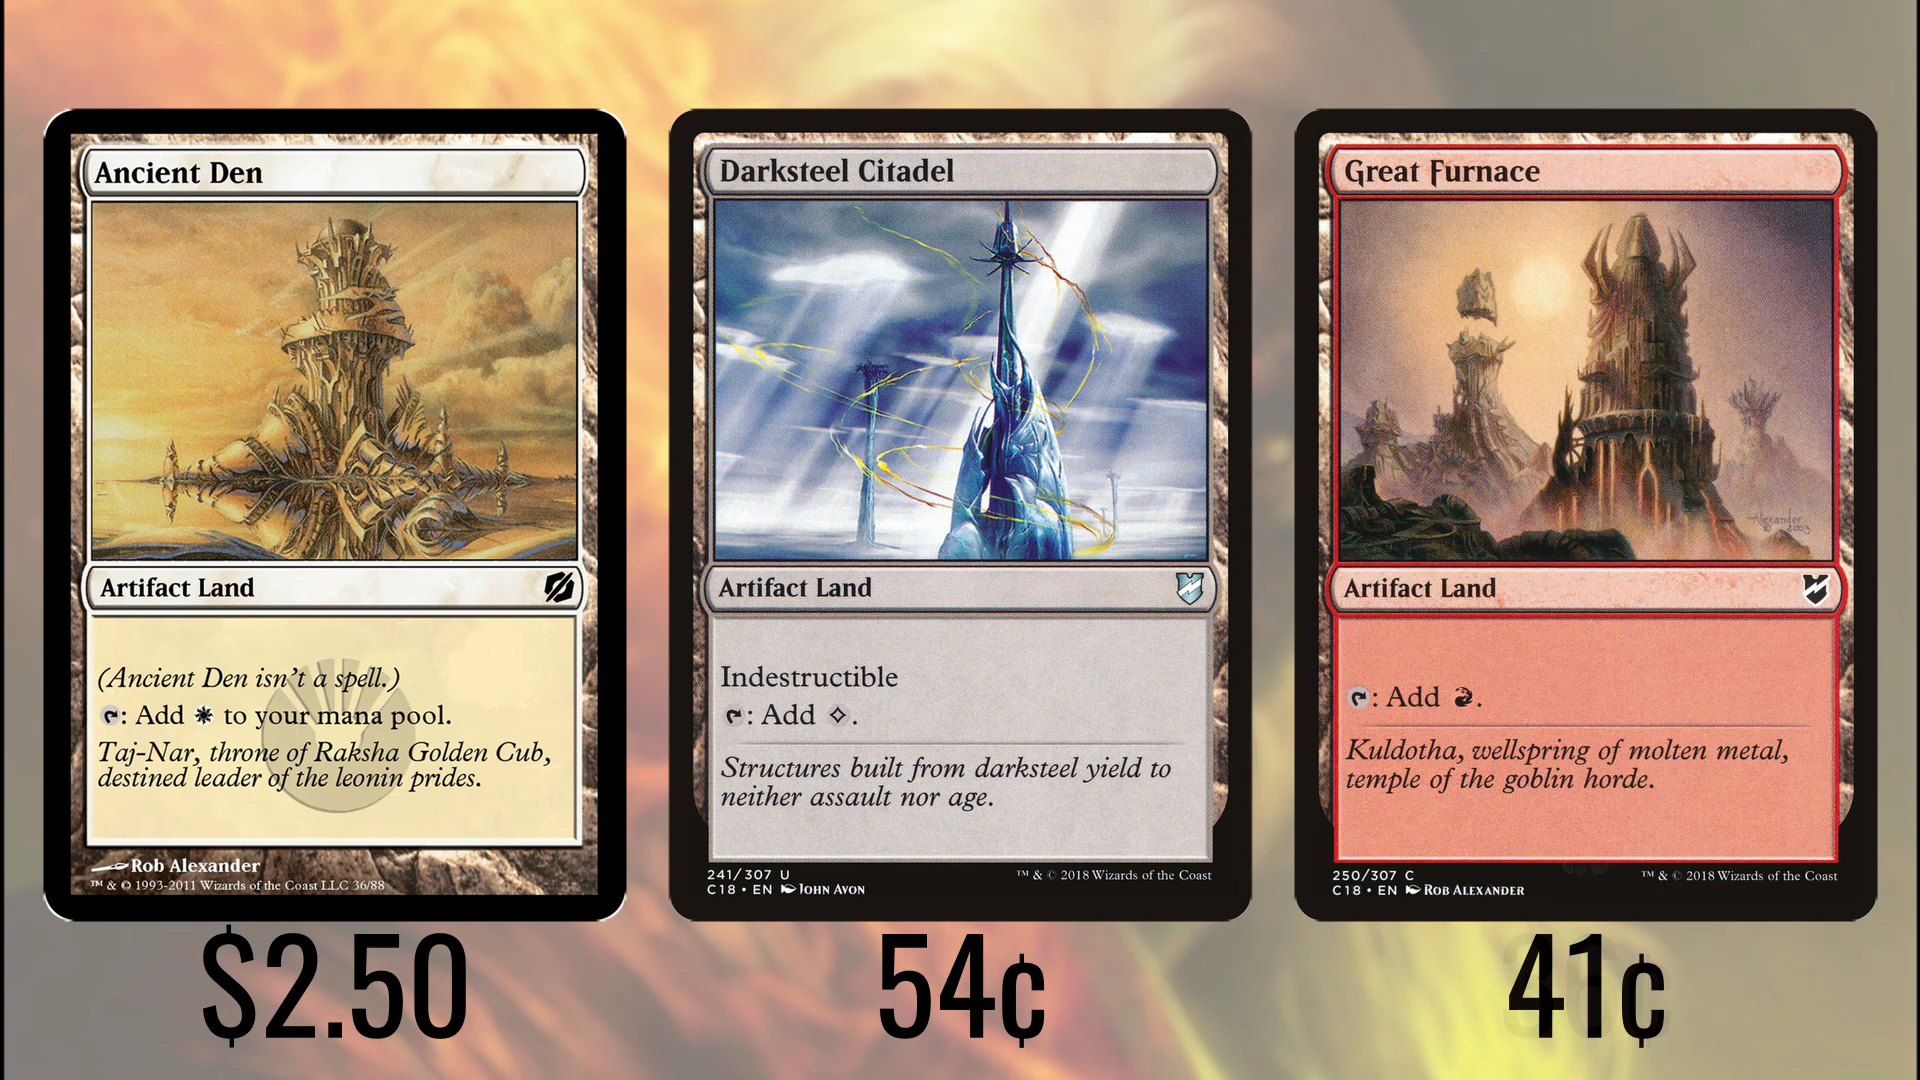 Ancient Den
Artifact Land
(Ancient Den isn't a spell.)
: Add to your mana pool.
Taj-Nar, throne of Raksha Golden Cub,
destined leader of the leonin prides.
Rob Alexander
™ & © 1993-2011 Wizards of the Coast LLC 36/88
$2.50
Darksteel Citadel
Artifact Land
Indestructible
: Add .
Structures built from darksteel yield to
neither assault nor age.
241/307 U
C18 • EN John Avon
™ & © 2018 Wizards of the Coast
54¢
Great Furnace
Alexander
© 2003
Artifact Land
: Add .
Kuldotha, wellspring of molten metal,
temple of the goblin horde.
250/307 C
C18 • EN Rob Alexander
™ & © 2018 Wizards of the Coast
41¢